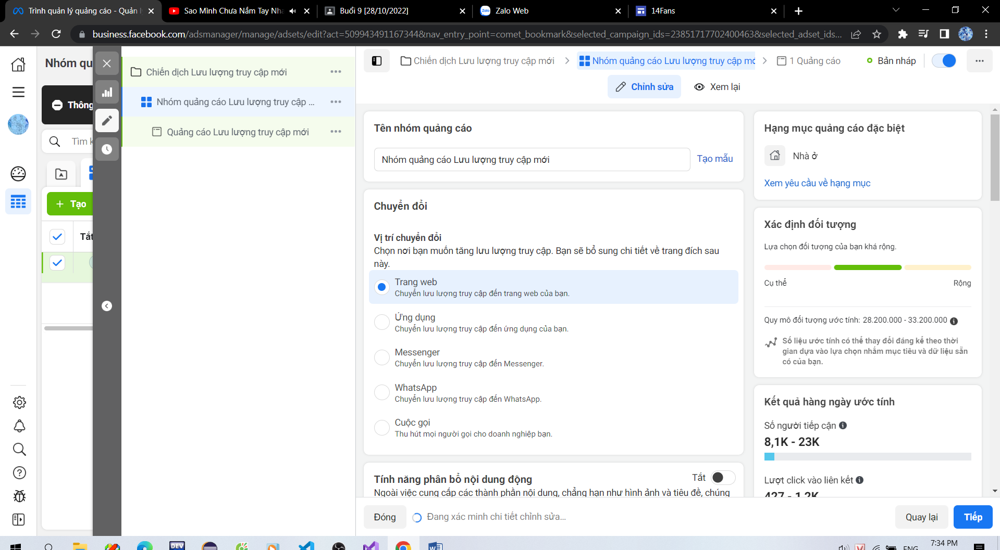 Trình quản lý quảng cáo - Quản l
Sao Mình Chưa Nắm Tay Nha
Buổi 9 [28/10/2022]
Zalo Web
14Fans
business.facebook.com/adsmanager/manage/adsets/edit?act=509943491167344&nav_entry_point=comet_bookmark&selected_campaign_ids=23851717702400463&selected_adset_ids...
Nhóm qu
Thông
Tìm k
Tạo
Tắt
Chiến dịch Lưu lượng truy cập mới
Nhóm quảng cáo Lưu lượng truy cập ...
Quảng cáo Lưu lượng truy cập mới
Chiến dịch Lưu lượng truy cập mới
Nhóm quảng cáo Lưu lượng truy cập mớ
1 Quảng cáo
Bản nháp
Chỉnh sửa
Xem lại
Tên nhóm quảng cáo
Nhóm quảng cáo Lưu lượng truy cập mới
Tạo mẫu
Chuyển đổi
Vị trí chuyển đổi
Chọn nơi bạn muốn tăng lưu lượng truy cập. Bạn sẽ bổ sung chi tiết về trang đích sau
này.
Trang web
Chuyển lưu lượng truy cập đến trang web của bạn.
Ứng dụng
Chuyển lưu lượng truy cập đến ứng dụng của bạn.
Messenger
Chuyển lưu lượng truy cập đến Messenger.
WhatsApp
Chuyển lưu lượng truy cập đến WhatsApp.
Cuộc gọi
Thu hút mọi người gọi cho doanh nghiệp bạn.
Tính năng phân bổ nội dung động
Tắt
Ngoài việc cung cấp các thành phần nội dung, chẳng hạn như hình ảnh và tiêu đề, chúng
Hạng mục quảng cáo đặc biệt
Nhà ở
Xem yêu cầu về hạng mục
Xác định đối tượng
Lựa chọn đối tượng của bạn khá rộng.
Cụ thể
Rộng
Quy mô đối tượng ước tính: 28.200.000 - 33.200.000
Số liệu ước tính có thể thay đổi đáng kể theo thời
gian dựa vào lựa chọn nhắm mục tiêu và dữ liệu sẵn
có của bạn.
Kết quả hàng ngày ước tính
Số người tiếp cận
8,1K - 23K
Lượt click vào liên kết
427 - 1,2K
Đóng
Đang xác minh chi tiết chỉnh sửa...
Quay lại
Tiếp
DEV
ENG
7:34 PM